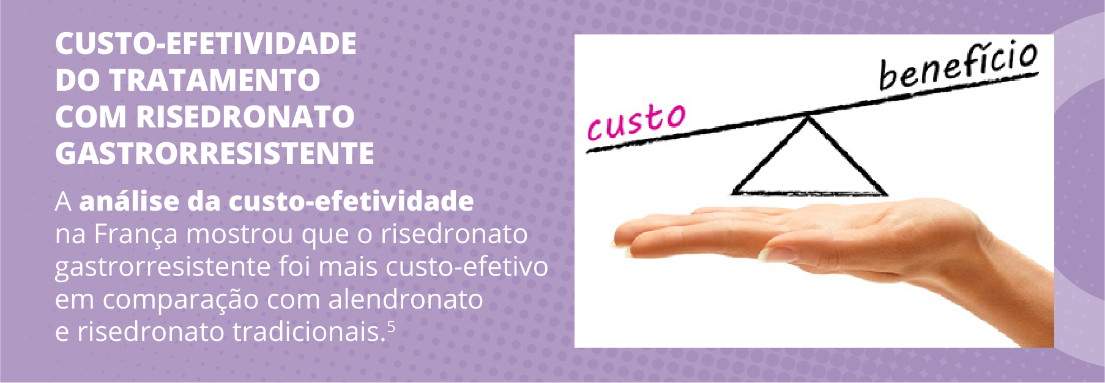 CUSTO-EFETIVIDADE
DO TRATAMENTO
COM RISEDRONATO
GASTRORRESISTENTE
A análise da custo-efetividade
na França mostrou que o risedronato
gastrorresistente foi mais custo-efetivo
em comparação com alendronato
e risedronato tradicionais.5
custo
benefício